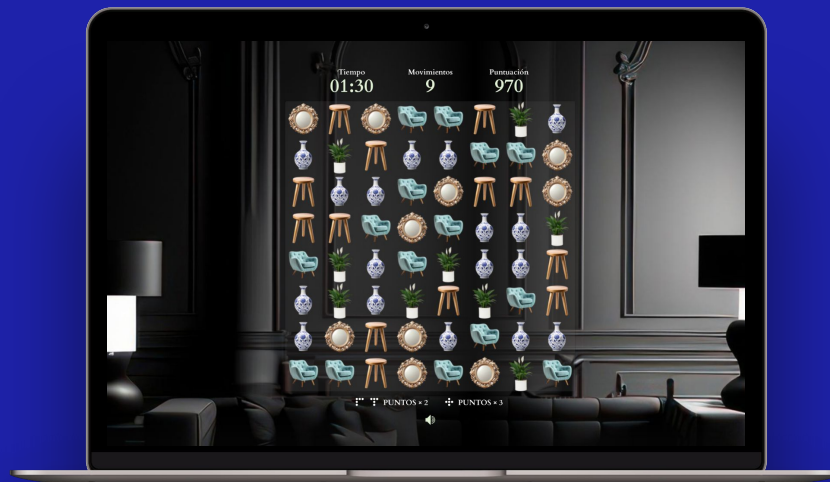 Tiempo Movimientos Puntuación
01:30 9 970
PUNTOS × 2 PUNTOS × 3